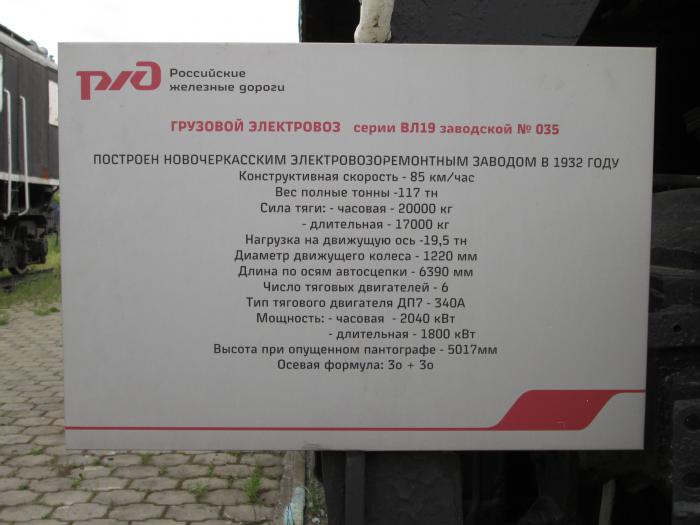 ржд Российские
железные дороги
ГРУЗОВОЙ ЭЛЕКТРОВОЗ серии ВЛ19 заводской № 035
ПОСТРОЕН НОВОЧЕРКАССКИМ ЭЛЕКТРОВОЗОРЕМОНТНЫМ ЗАВОДОМ В 1932 ГОДУ
Конструктивная скорость - 85 км/час
Вес полные тонны -117 тн
Сила тяги: - часовая - 20000 кг
- длительная - 17000 кг
Нагрузка на движущую ось -19,5 тн
Диаметр движущего колеса - 1220 мм
Длина по осям автосцепки - 6390 мм
Число тяговых двигателей - 6
Тип тягового двигателя ДП7 - 340А
Мощность: - часовая - 2040 кВт
- длительная - 1800 кВт
Высота при опущенном пантографе - 5017мм
Осевая формула: 3о + 3о